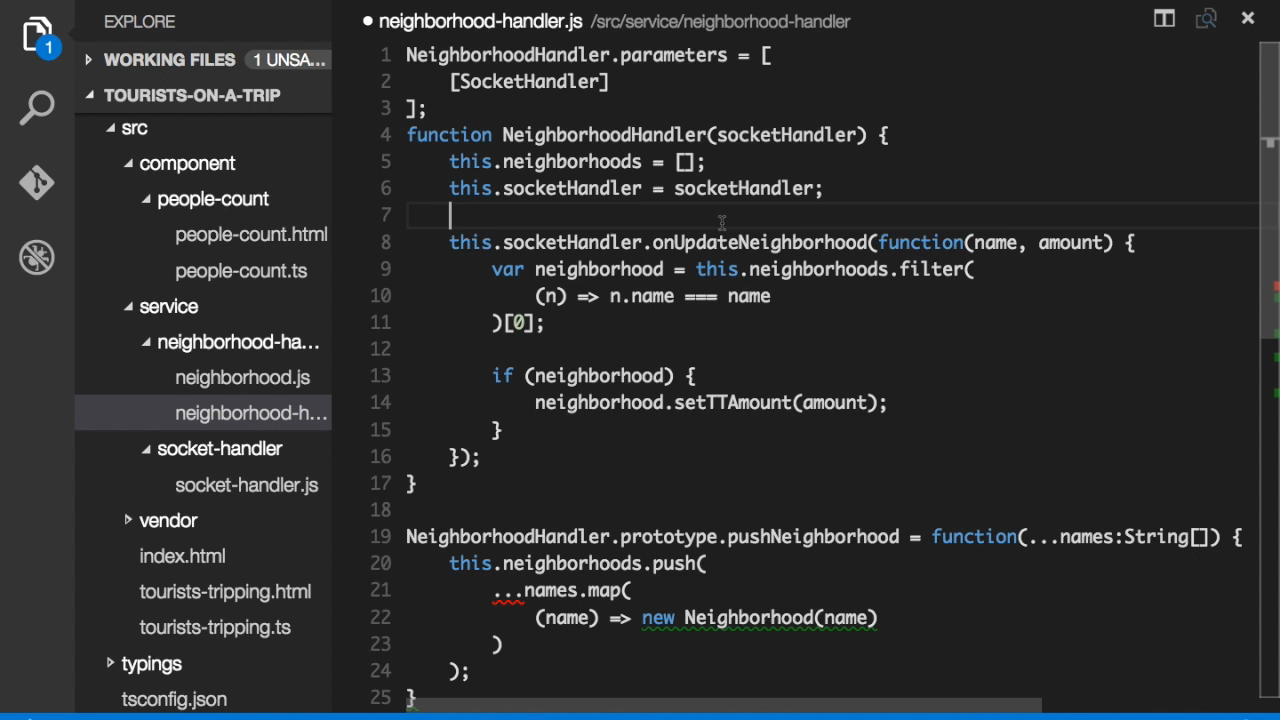 1
EXPLORE
WORKING FILES 1 UNSA...
TOURISTS-ON-A-TRIP
src
component
people-count
people-count.html
people-count.ts
service
neighborhood-ha...
neighborhood.js
neighborhood-h...
socket-handler
socket-handler.js
vendor
index.html
tourists-tripping.html
tourists-tripping.ts
typings
tsconfig.json
● neighborhood-handler.js /src/service/neighborhood-handler
1 NeighborhoodHandler.parameters = [
2     [SocketHandler]
3 ];
4 function NeighborhoodHandler(socketHandler) {
5     this.neighborhoods = [];
6     this.socketHandler = socketHandler;
7
8     this.socketHandler.onUpdateNeighborhood(function(name, amount) {
9         var neighborhood = this.neighborhoods.filter(
10             (n) => n.name === name
11         )[0];
12
13         if (neighborhood) {
14             neighborhood.setTTAmount(amount);
15         }
16     });
17 }
18
19 NeighborhoodHandler.prototype.pushNeighborhood = function(...names:String[]) {
20     this.neighborhoods.push(
21         ...names.map(
22             (name) => new Neighborhood(name)
23         )
24     );
25 }